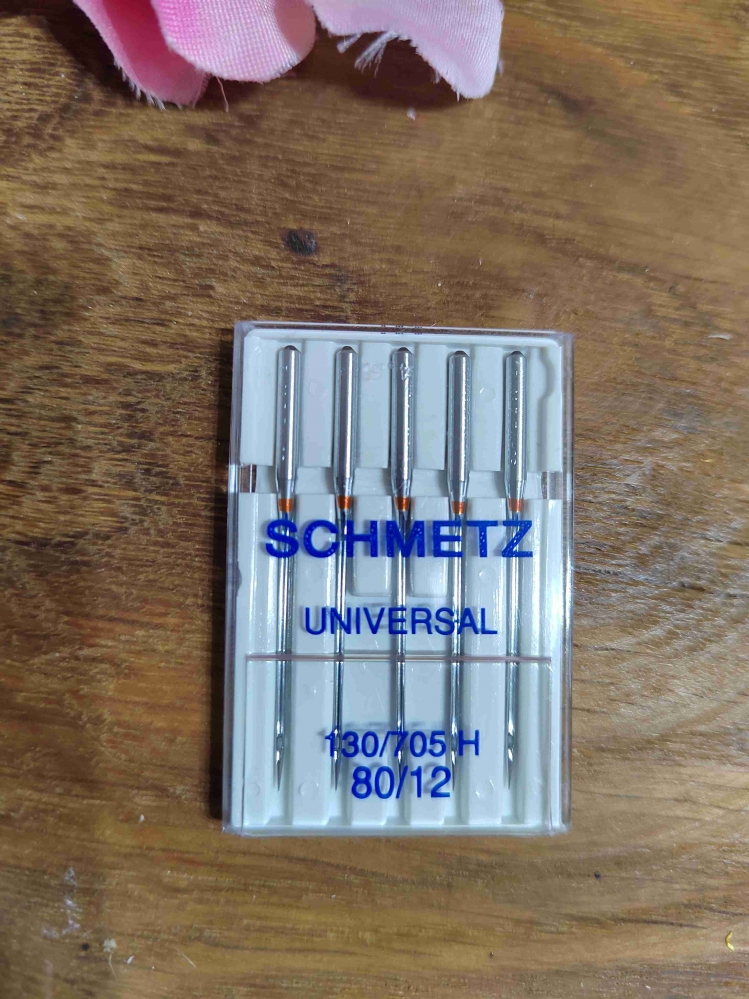 SCHMETZ
UNIVERSAL
130/705 H
80/12